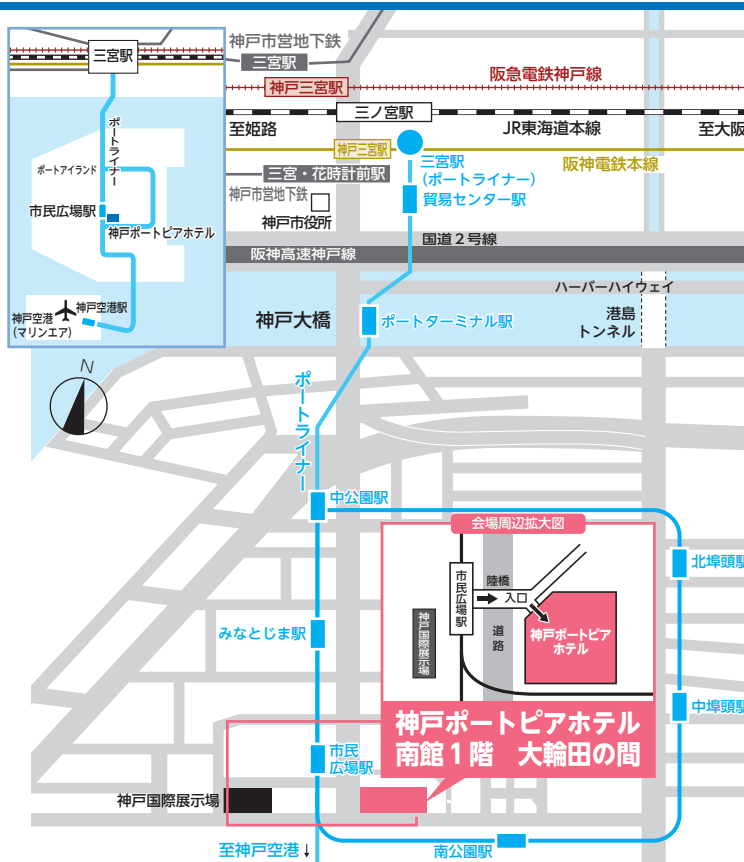 三宮駅
ポートライナー
ポートアイランド
市民広場駅
神戸ポートピアホテル
神戸空港駅
神戸空港
(マリンエア)
神戸市営地下鉄
三宮駅
阪急電鉄神戸線
神戸三宮駅
三ノ宮駅
至姫路
JR東海道本線
至大阪
神戸三宮駅
三宮駅
(ポートライナー)
阪神電鉄本線
三宮・花時計前駅
神戸市営地下鉄
貿易センター駅
神戸市役所
国道2号線
阪神高速神戸線
ハーバーハイウェイ
神戸大橋
ポートターミナル駅
港島
トンネル
N
ポートライナー
中公園駅
会場周辺拡大図
市民広場駅
陸橋
入口
道路
神戸国際展示場
神戸ポートピア
ホテル
北埠頭駅
みなとじま駅
中埠頭駅
神戸ポートピアホテル
南館1階 大輪田の間
市民
広場駅
神戸国際展示場
至神戸空港↓
南公園駅